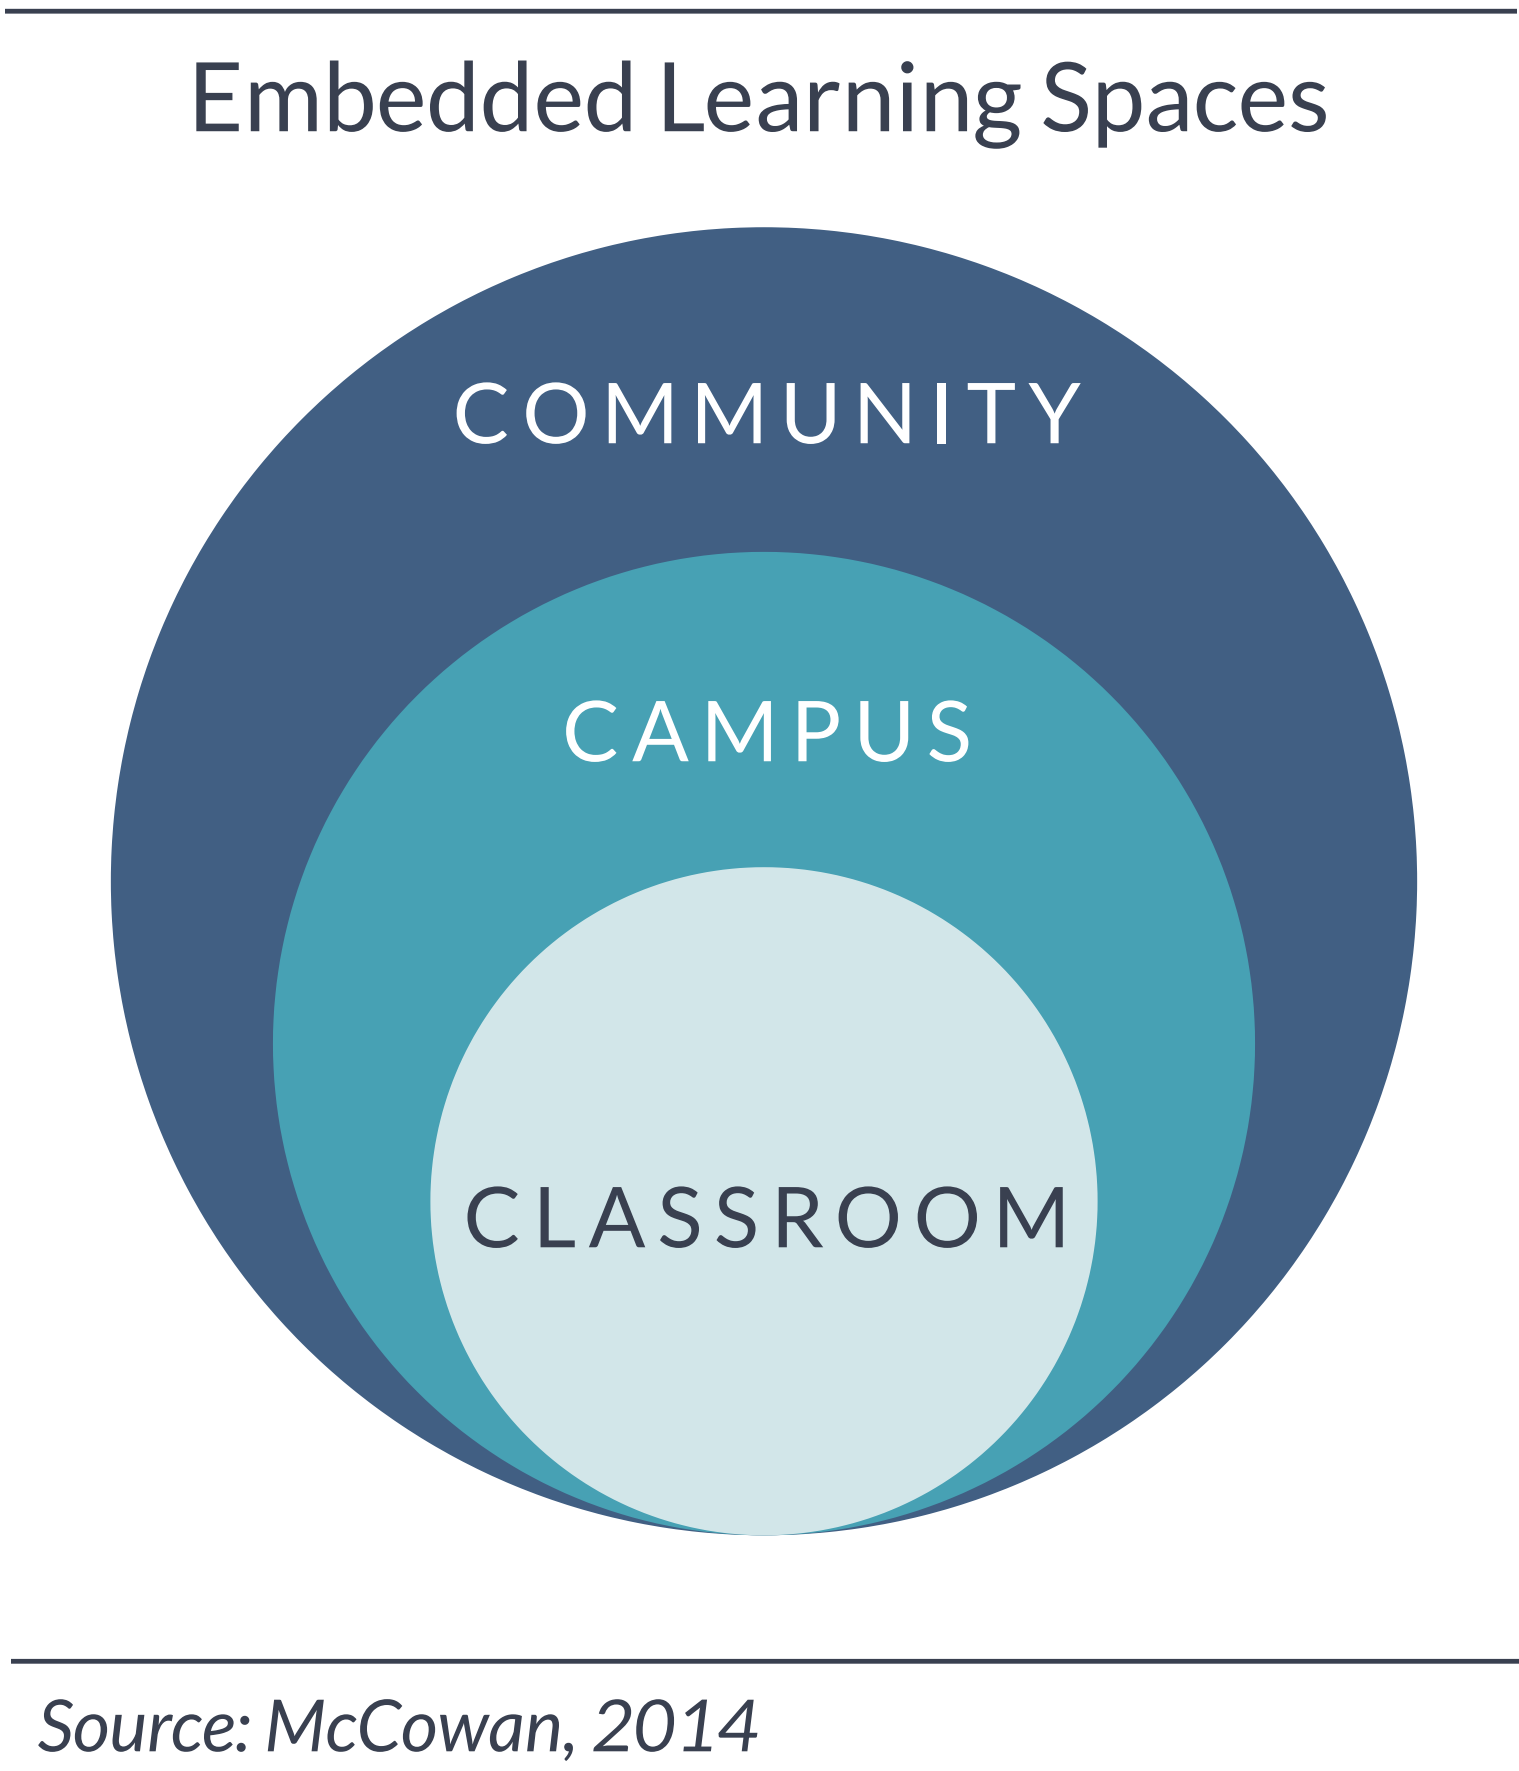 Embedded Learning Spaces
COMMUNITY
CAMPUS
CLASSROOM
Source: McCowan, 2014